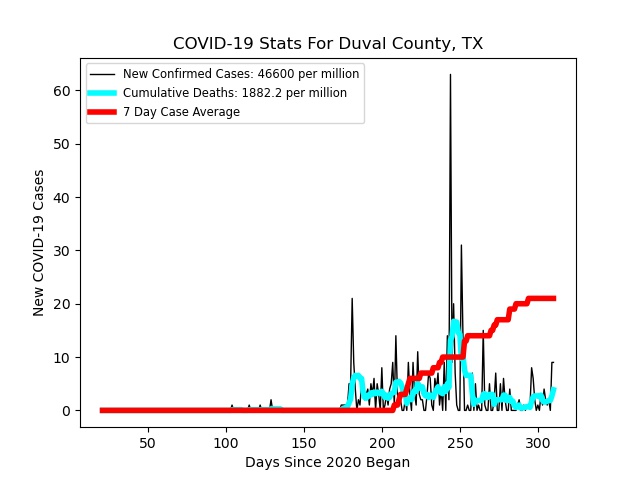 COVID-19 Stats For Duval County, TX
New Confirmed Cases: 46600 per million
Cumulative Deaths: 1882.2 per million
7 Day Case Average
New COVID-19 Cases
60
50
40
30
20
10
0
50
100
150
200
250
300
Days Since 2020 Began